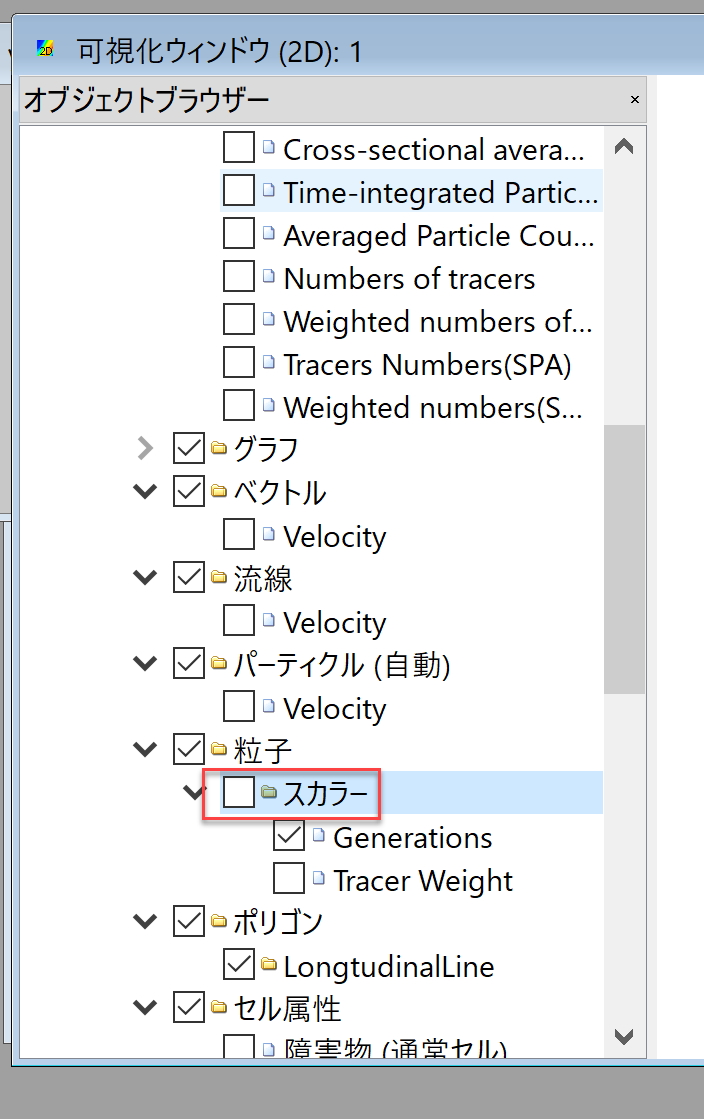 2D
可視化ウィンドウ (2D): 1
オブジェクトブラウザー
Cross-sectional avera...
Time-integrated Partic...
Averaged Particle Cou...
Numbers of tracers
Weighted numbers of...
Tracers Numbers(SPA)
Weighted numbers(S...
グラフ
ベクトル
Velocity
流線
Velocity
パーティクル (自動)
Velocity
粒子
スカラー
Generations
Tracer Weight
ポリゴン
LongtudinalLine
セル属性
障害物 (通常セル)